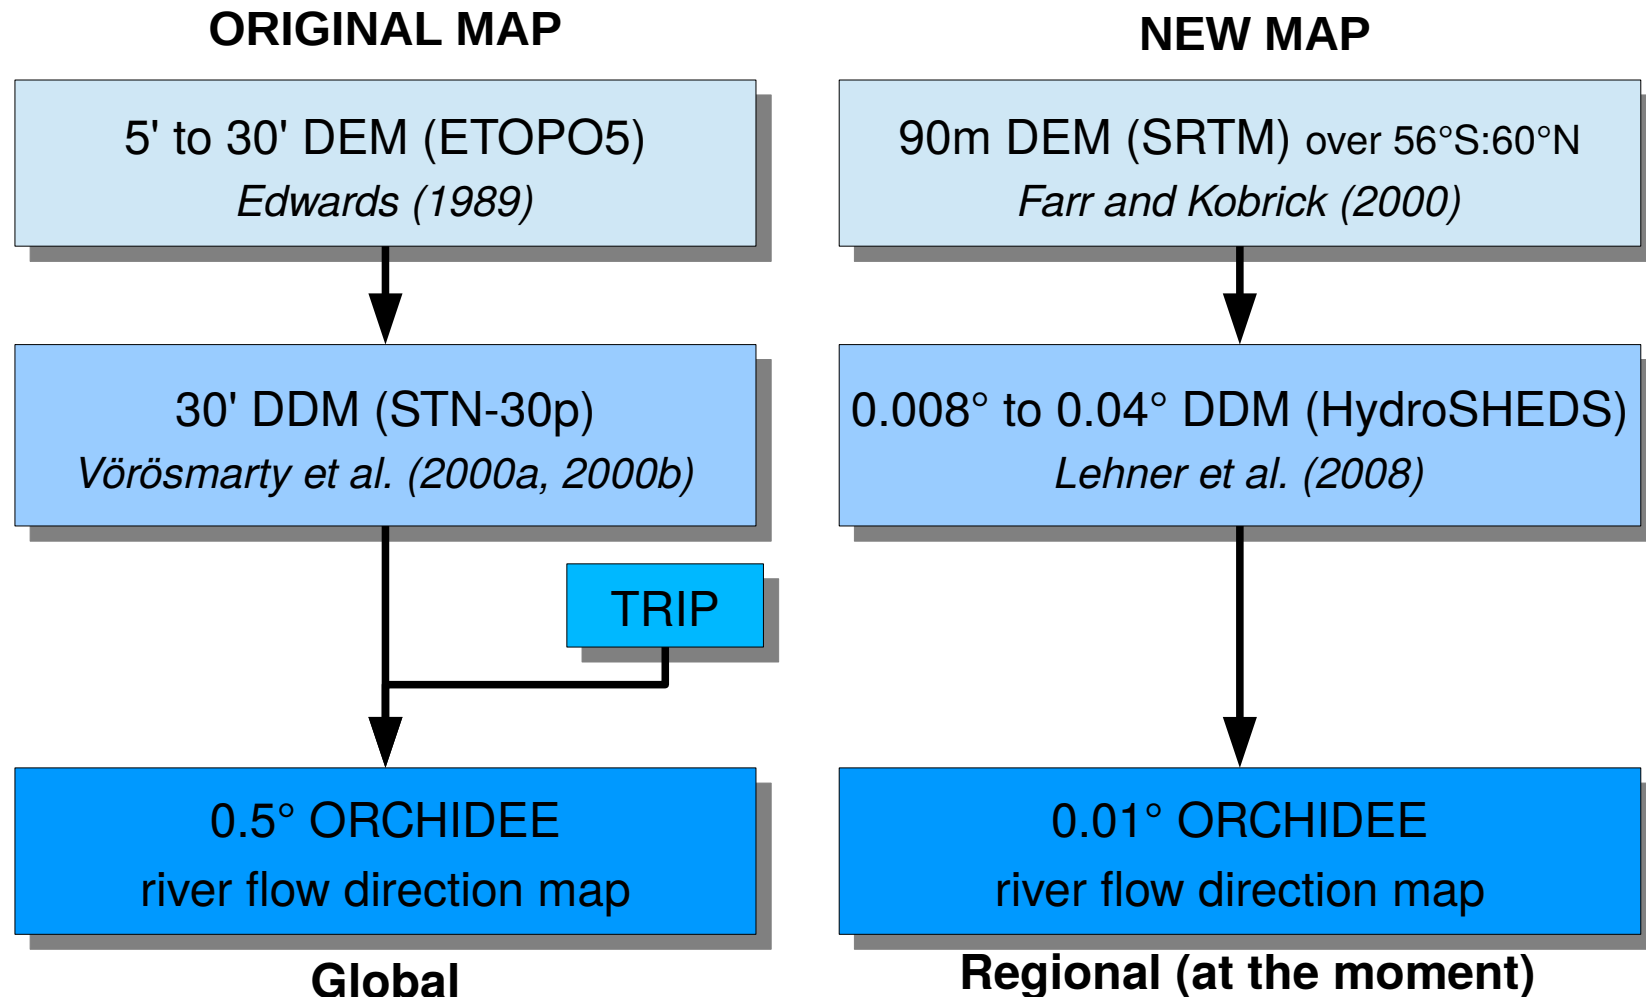 ORIGINAL MAP
5' to 30' DEM (ETOPO5)
Edwards (1989)
30' DDM (STN-30p)
Vörösmarty et al. (2000a, 2000b)
TRIP
0.5° ORCHIDEE
river flow direction map
Global
NEW MAP
90m DEM (SRTM) over 56°S:60°N
Farr and Kobrick (2000)
0.008° to 0.04° DDM (HydroSHEDS)
Lehner et al. (2008)
0.01° ORCHIDEE
river flow direction map
Regional (at the moment)